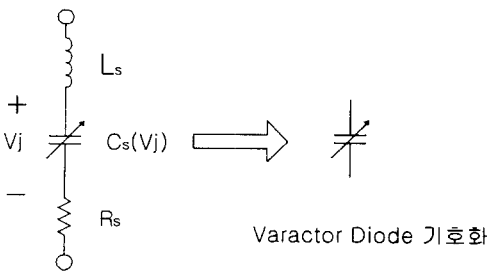 Ls
+
Vj
Cs(Vj)
−
Rs
Varactor Diode 기호화